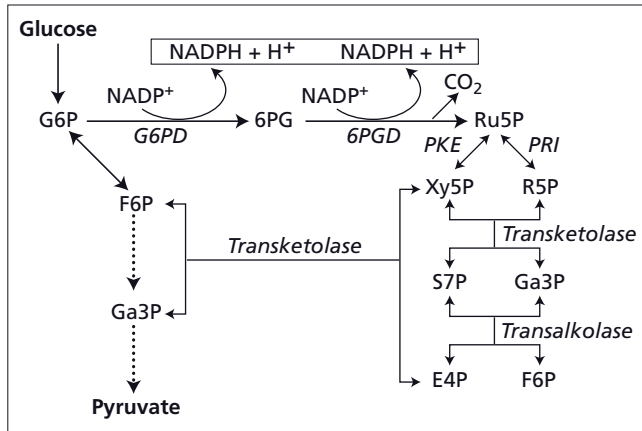 Glucose
NADPH + H⁺ NADPH + H⁺
NADP⁺ NADP⁺ CO₂
G6P 6PG Ru5P
G6PD 6PGD
PKE PRI
F6P Xy5P R5P
Transketolase Transketolase
S7P Ga3P
Ga3P
Transalkolase
E4P F6P
Pyruvate